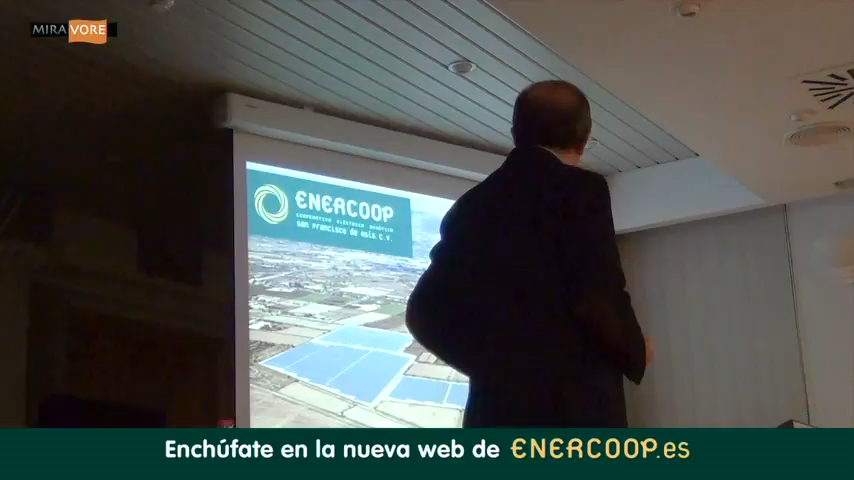 MIRAVORE
ENERCOOP
COOPERATIVA ELÉCTRICA BENÉFICA
san francisco de asís C.V.
Enchúfate en la nueva web de ENERCOOP.es